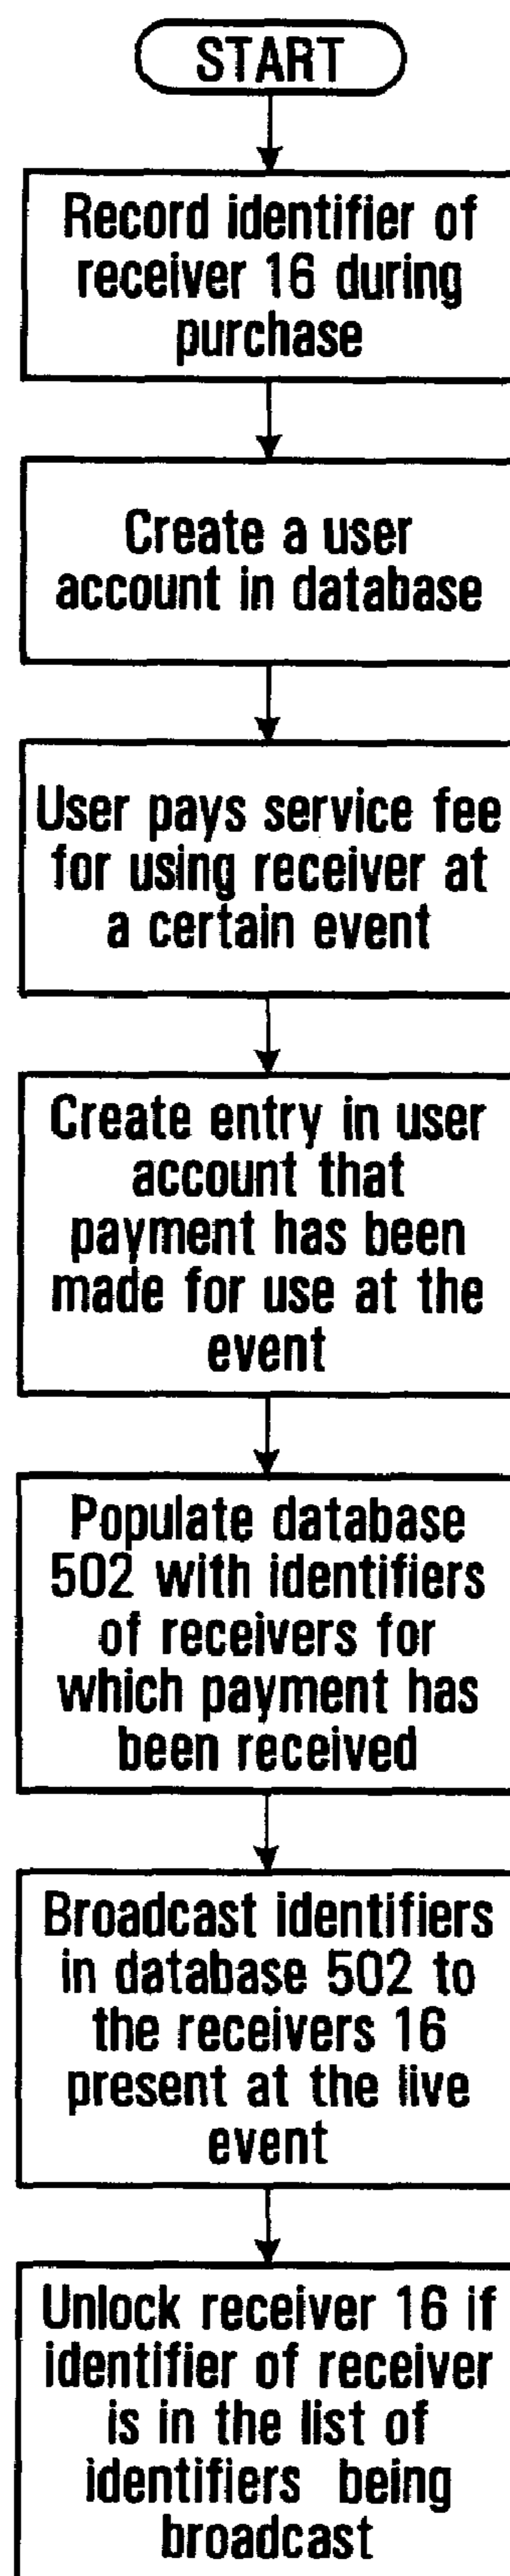 START
Record identifier of
receiver 16 during
purchase
Create a user
account in database
User pays service fee
for using receiver at
a certain event
Create entry in user
account that
payment has been
made for use at the
event
Populate database
502 with identifiers
of receivers for
which payment has
been received
Broadcast identifiers
in database 502 to
the receivers 16
present at the live
event
Unlock receiver 16 if
identifier of receiver
is in the list of
identifiers being
broadcast